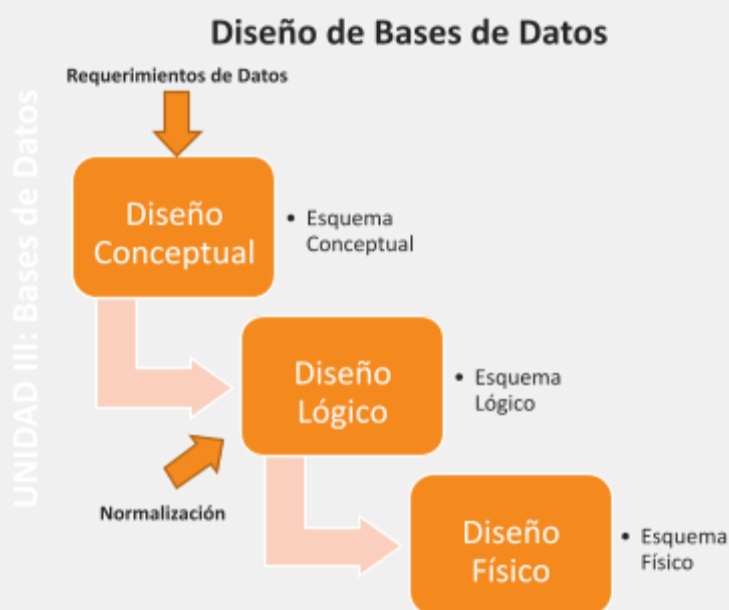 Diseño de Bases de Datos
Requerimientos de Datos
UNIDAD III: Bases de Datos
Diseño
Conceptual
• Esquema
Conceptual
Diseño
Lógico
• Esquema
Lógico
Normalización
Diseño
Físico
• Esquema
Físico